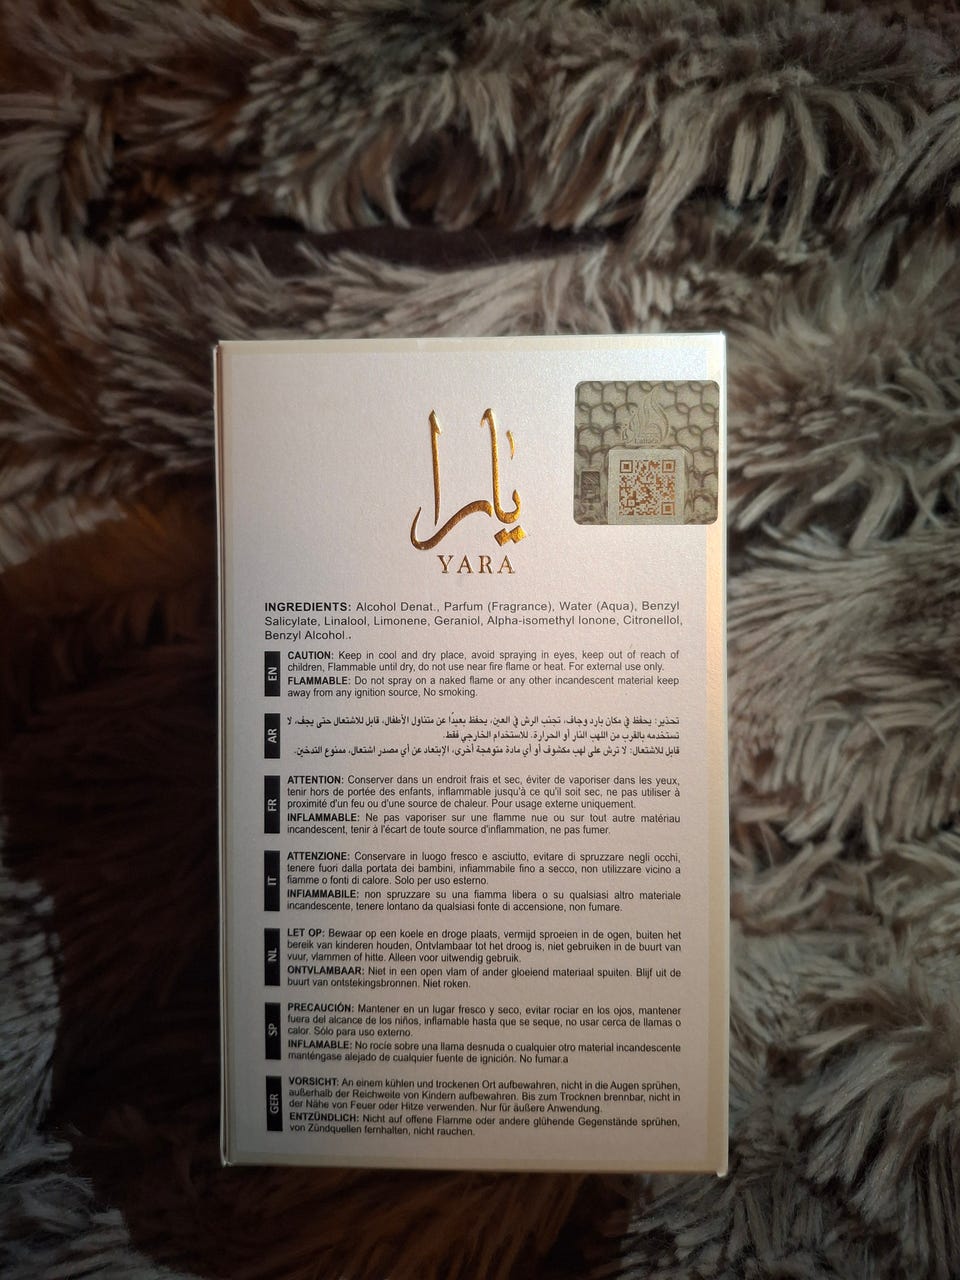 يارا
Lattafa
YARA
INGREDIENTS: Alcohol Denat., Parfum (Fragrance), Water (Aqua), Benzyl
Salicylate, Linalool, Limonene, Geraniol, Alpha-isomethyl Ionone, Citronellol,
Benzyl Alcohol..
EN
CAUTION: Keep in cool and dry place, avoid spraying in eyes, keep out of reach of
children, Flammable until dry, do not use near fire flame or heat. For external use only.
FLAMMABLE: Do not spray on a naked flame or any other incandescent material keep
away from any ignition source, No smoking.
AR
تحذير: يحفظ في مكان بارد وجاف، تجنب الرش في العين، يحفظ بعيدًا عن متناول الأطفال، قابل للاشتعال حتى يجف، لا
تستخدمه بالقرب من اللهب النار أو الحرارة. للاستخدام الخارجي فقط.
قابل للاشتعال: لا ترش على لهب مكشوف أو أي مادة متوهجة أخرى، الإبتعاد عن أي مصدر اشتعال، ممنوع التدخين.
FR
ATTENTION: Conserver dans un endroit frais et sec, éviter de vaporiser dans les yeux,
tenir hors de portée des enfants, inflammable jusqu'à ce qu'il soit sec, ne pas utiliser à
proximité d'un feu ou d'une source de chaleur. Pour usage externe uniquement.
INFLAMMABLE: Ne pas vaporiser sur une flamme nue ou sur tout autre matériau
incandescent, tenir à l'écart de toute source d'inflammation, ne pas fumer.
IT
ATTENZIONE: Conservare in luogo fresco e asciutto, evitare di spruzzare negli occhi,
tenere fuori dalla portata dei bambini, infiammabile fino a secco, non utilizzare vicino a
fiamme o fonti di calore. Solo per uso esterno.
INFIAMMABILE: non spruzzare su una fiamma libera o su qualsiasi altro materiale
incandescente, tenere lontano da qualsiasi fonte di accensione, non fumare.
NL
LET OP: Bewaar op een koele en droge plaats, vermijd sproeien in de ogen, buiten het
bereik van kinderen houden, Ontvlambaar tot het droog is, niet gebruiken in de buurt van
vuur, vlammen of hitte. Alleen voor uitwendig gebruik.
ONTVLAMBAAR: Niet in een open vlam of ander gloeiend materiaal spuiten. Blijf uit de
buurt van ontstekingsbronnen. Niet roken.
SP
PRECAUCIÓN: Mantener en un lugar fresco y seco, evitar rociar en los ojos, mantener
fuera del alcance de los niños, inflamable hasta que se seque, no usar cerca de llamas o
calor. Sólo para uso externo.
INFLAMABLE: No rocíe sobre una llama desnuda o cualquier otro material incandescente
manténgase alejado de cualquier fuente de ignición. No fumar.a
GER
VORSICHT: An einem kühlen und trockenen Ort aufbewahren, nicht in die Augen sprühen,
außerhalb der Reichweite von Kindern aufbewahren. Bis zum Trocknen brennbar, nicht in
der Nähe von Feuer oder Hitze verwenden. Nur für äußere Anwendung.
ENTZÜNDLICH: Nicht auf offene Flamme oder andere glühende Gegenstände sprühen,
von Zündquellen fernhalten, nicht rauchen.